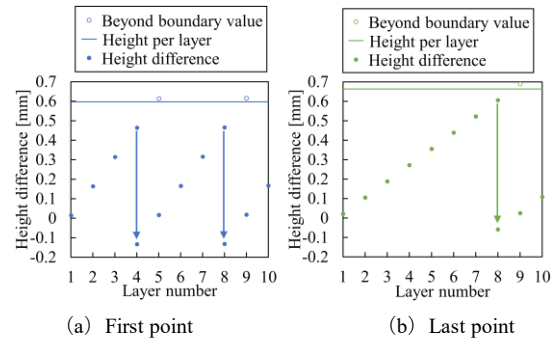 (a)
Beyond boundary value
Height per layer
Height difference
Height difference [mm]
0.7
0.6
0.5
0.4
0.3
0.2
0.1
0
-0.1
-0.2
1 2 3 4 5 6 7 8 9 10
Layer number
(a) First point
(b)
Beyond boundary value
Height per layer
Height difference
Height difference [mm]
0.7
0.6
0.5
0.4
0.3
0.2
0.1
0
-0.1
-0.2
1 2 3 4 5 6 7 8 9 10
Layer number
(b) Last point